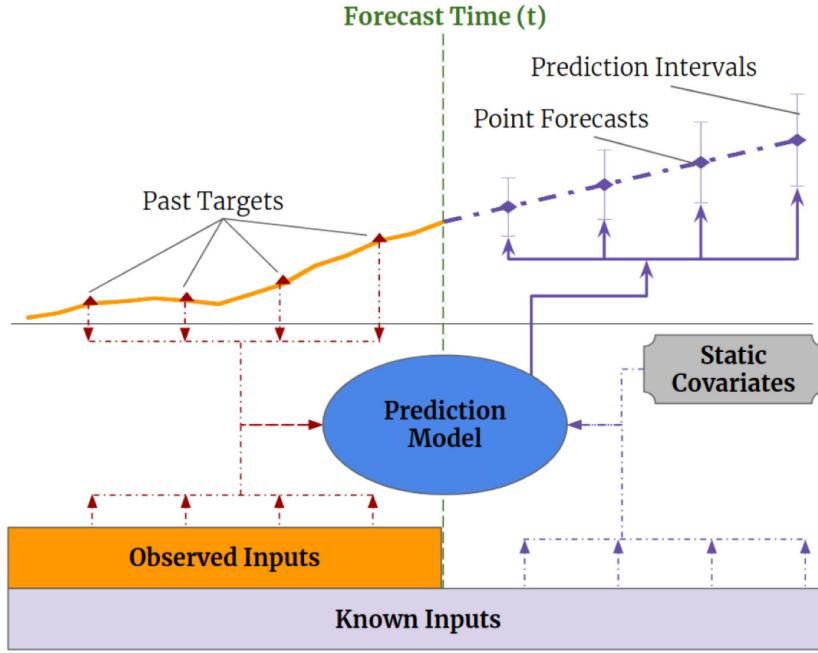 Forecast Time (t)
Prediction Intervals
Point Forecasts
Past Targets
Static
Covariates
Prediction
Model
Observed Inputs
Known Inputs